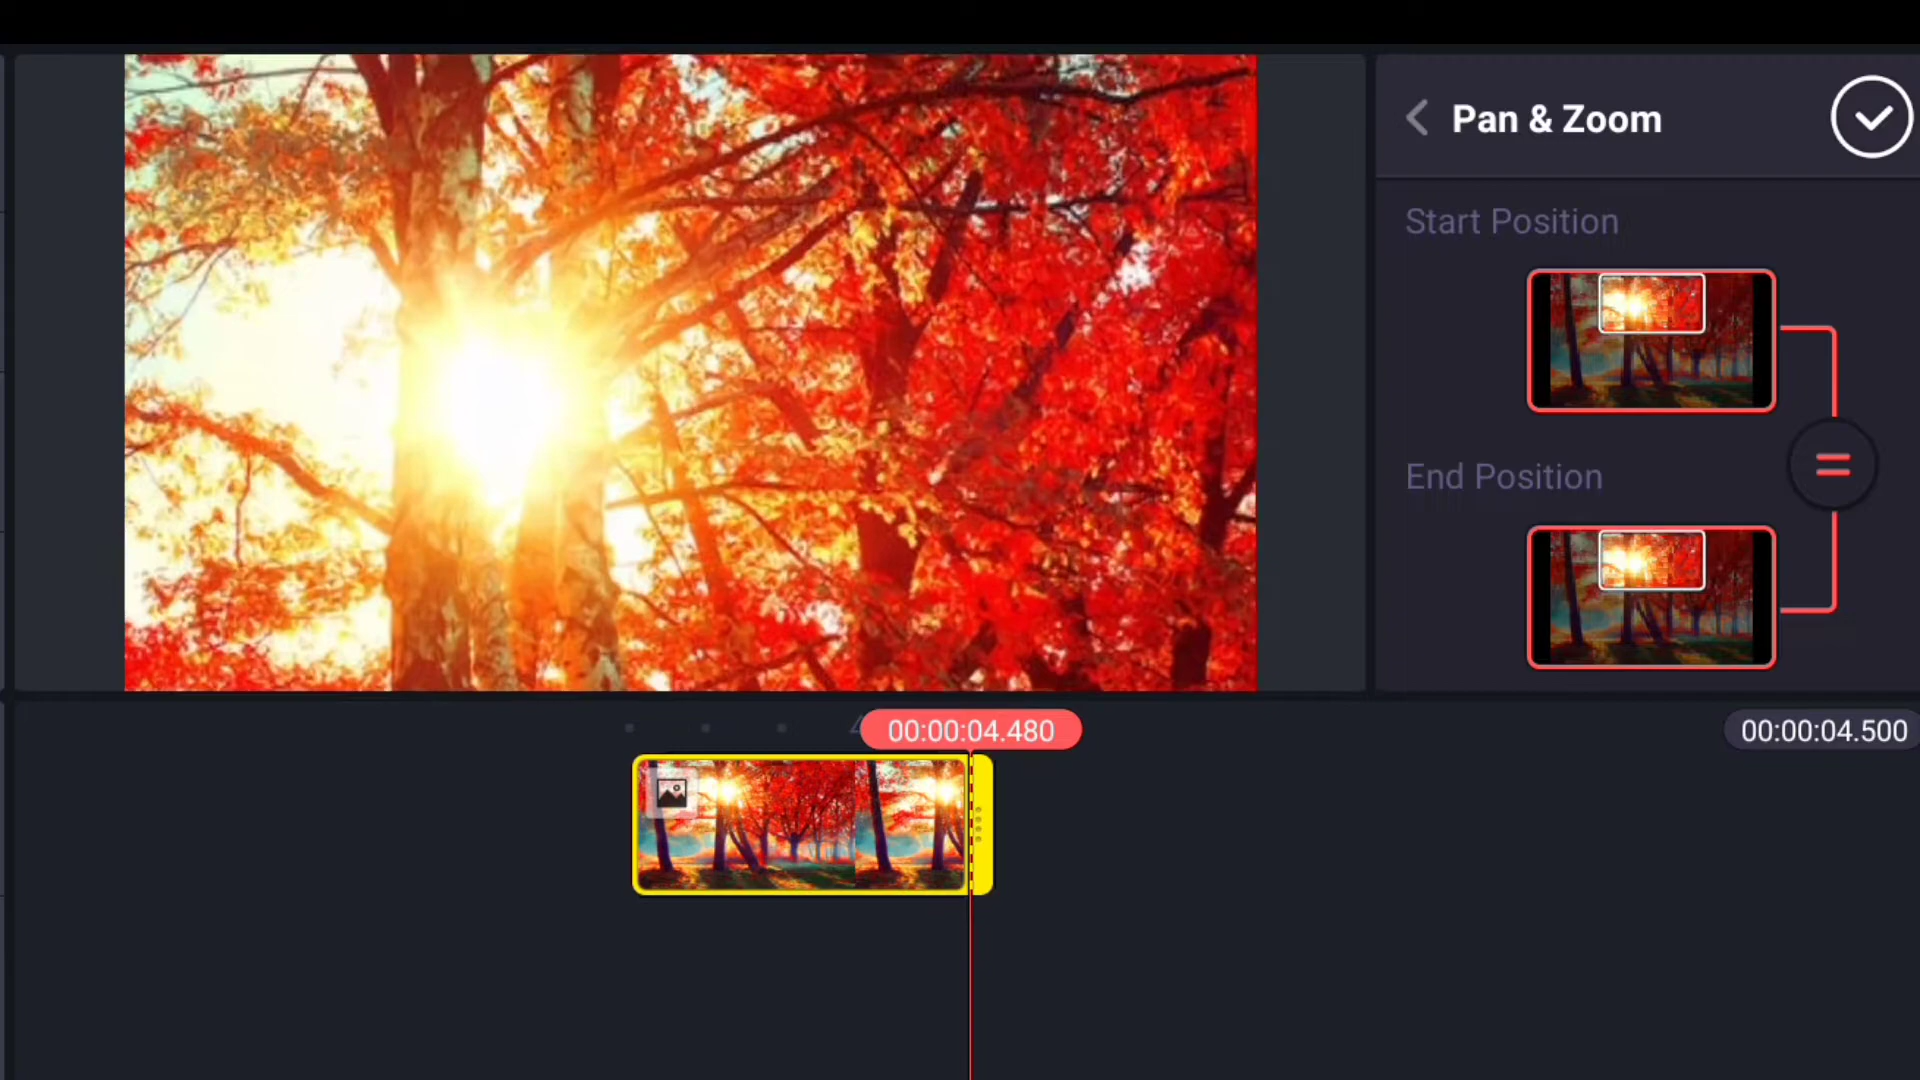 Pan & Zoom
Start Position
End Position
00:00:04.480
00:00:04.500